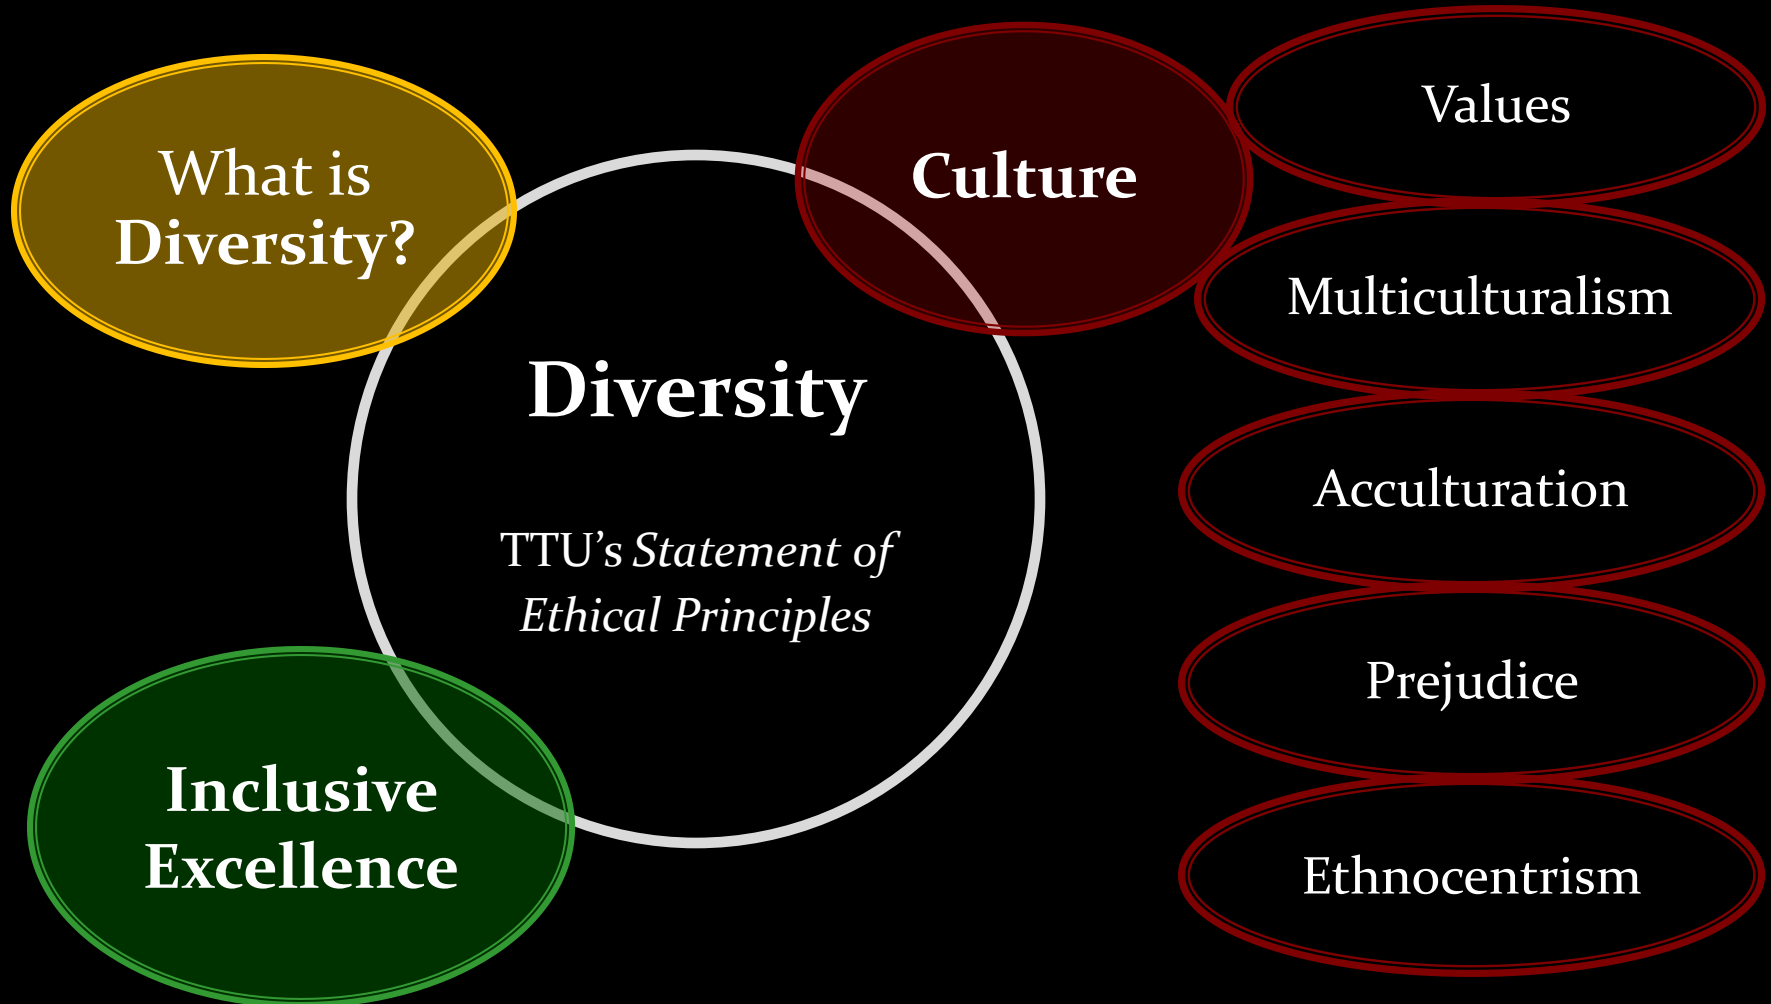 What is
Diversity?
Culture
Diversity
TTU’s Statement of
Ethical Principles
Inclusive
Excellence
Values
Multiculturalism
Acculturation
Prejudice
Ethnocentrism